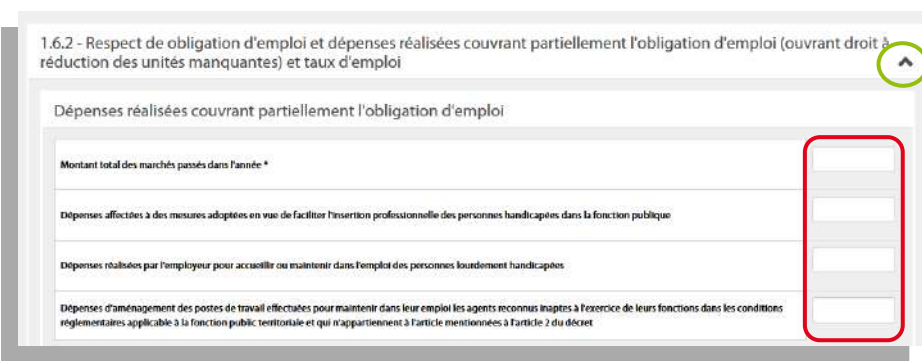 1.6.2 - Respect de obligation d'emploi et dépenses réalisées couvrant partiellement l'obligation d'emploi (ouvrant droit à
réduction des unités manquantes) et taux d'emploi
Dépenses réalisées couvrant partiellement l'obligation d'emploi
Montant total des marchés passés dans l'année *
Dépenses affectées à des mesures adoptées en vue de faciliter l'insertion professionnelle des personnes handicapées dans la fonction publique
Dépenses réalisées par l'employeur pour accueillir ou maintenir dans l'emploi des personnes lourdement handicapées
Dépenses d'aménagement des postes de travail effectuées pour maintenir dans leur emploi les agents reconnus inaptes à l'exercice de leurs fonctions dans les conditions
réglementaires applicable à la fonction public territoriale et qui n'appartiennent à l'article mentionnées à l'article 2 du décret